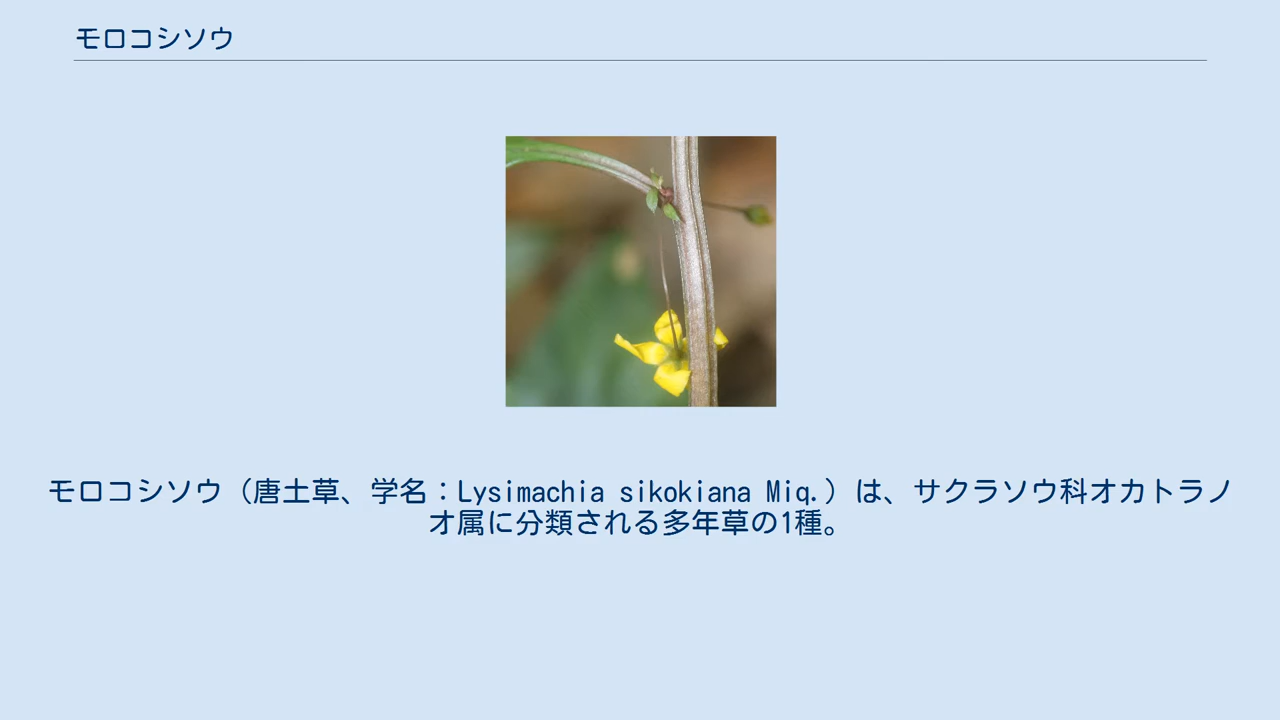 モロコシソウ
モロコシソウ（唐土草、学名：Lysimachia sikokiana Miq.）は、サクラソウ科オカトラノ
オ属に分類される多年草の1種。